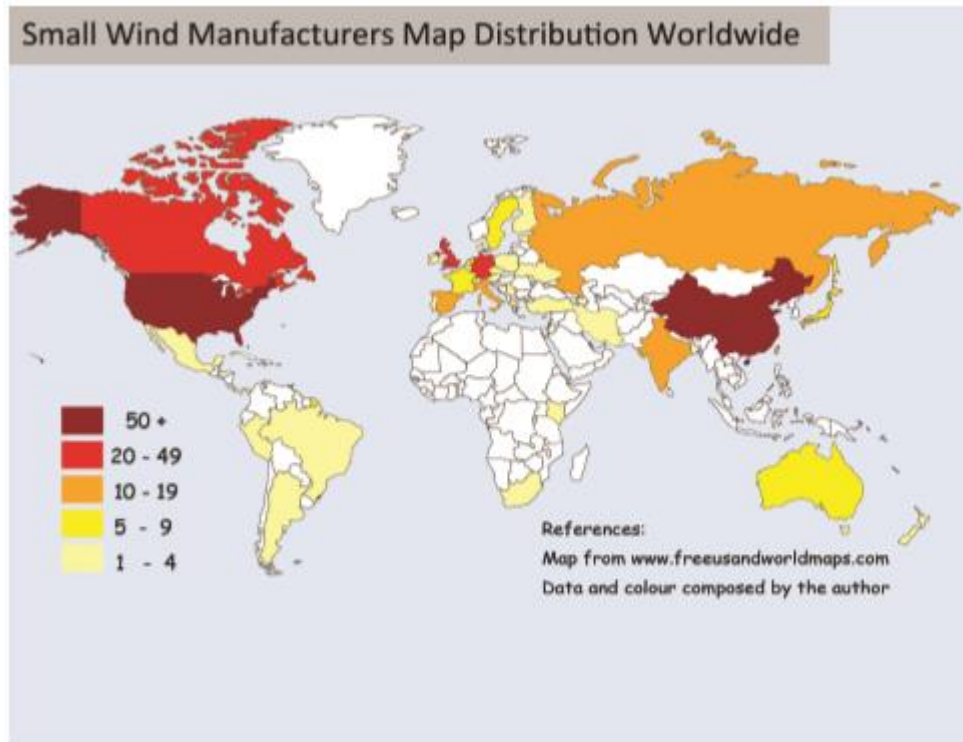 Small Wind Manufacturers Map Distribution Worldwide
50 +
20 - 49
10 - 19
5 - 9
1 - 4
References:
Map from www.freeusandworldmaps.com
Data and colour composed by the author